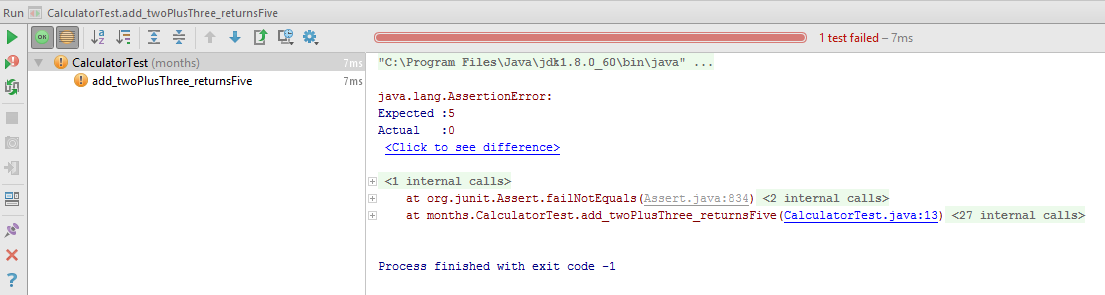 Run CalculatorTest.add_twoPlusThree_returnsFive
OK
1 test failed – 7ms
CalculatorTest (months) 7ms
add_twoPlusThree_returnsFive 7ms
"C:\Program Files\Java\jdk1.8.0_60\bin\java" ...
java.lang.AssertionError:
Expected :5
Actual   :0
<Click to see difference>
<1 internal calls>
at org.junit.Assert.failNotEquals(Assert.java:834) <2 internal calls>
at months.CalculatorTest.add_twoPlusThree_returnsFive(CalculatorTest.java:13) <27 internal calls>
Process finished with exit code -1